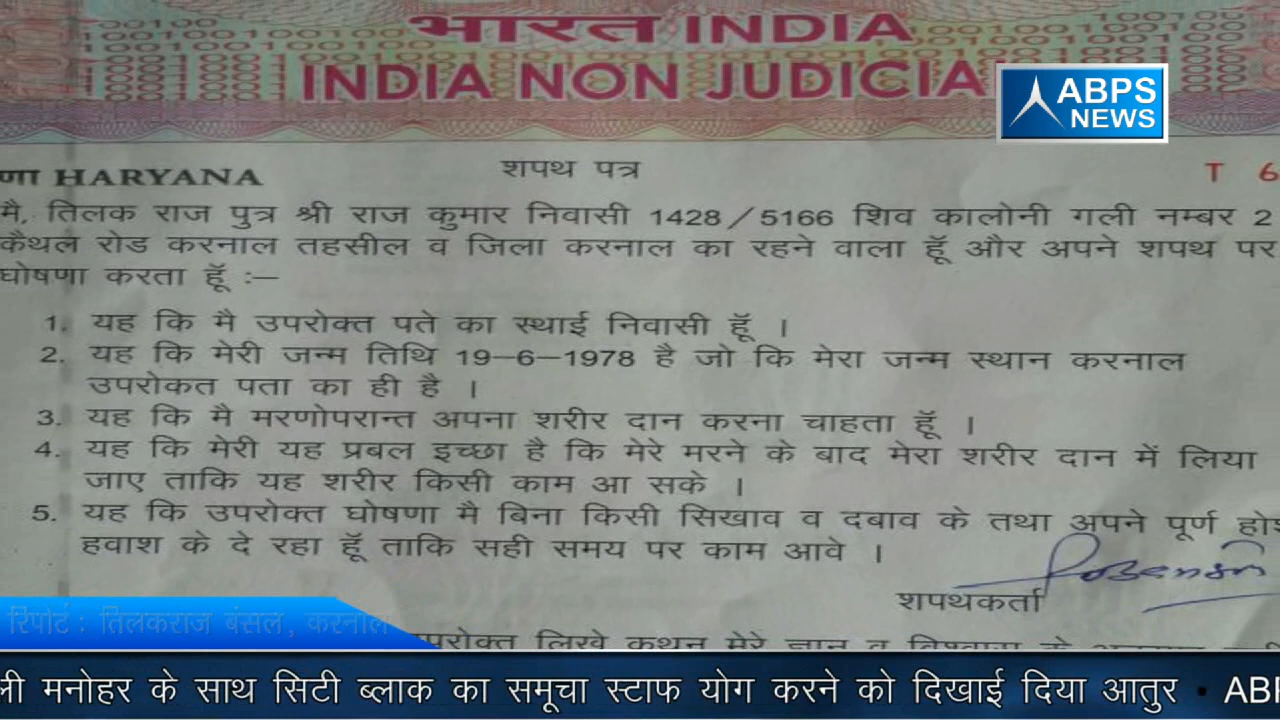 भारत INDIA
INDIA NON JUDICIA
ABPS
NEWS
णा HARYANA
शपथ पत्र
T 6
मै, तिलक राज पुत्र श्री राज कुमार निवासी 1428/5166 शिव कालोनी गली नम्बर 2
कैथल रोड करनाल तहसील व जिला करनाल का रहने वाला हूॅ और अपने शपथ पर
घोषणा करता हूॅ :—
1. यह कि मै उपरोक्त पते का स्थाई निवासी हूॅ ।
2. यह कि मेरी जन्म तिथि 19-6-1978 है जो कि मेरा जन्म स्थान करनाल
उपरोकत पता का ही है ।
3. यह कि मै मरणोपरान्त अपना शरीर दान करना चाहता हूॅ ।
4. यह कि मेरी यह प्रबल इच्छा है कि मेरे मरने के बाद मेरा शरीर दान में लिया
जाए ताकि यह शरीर किसी काम आ सके ।
5. यह कि उपरोक्त घोषणा मै बिना किसी सिखाव व दबाव के तथा अपने पूर्ण होश
हवाश के दे रहा हूॅ ताकि सही समय पर काम आवे ।
शपथकर्ता
रिपोर्ट : तिलकराज बंसल, करनाल
परोक्त लिखे कथन मेरे ज्ञान व विश्वास के
ली मनोहर के साथ सिटी ब्लाक का समूचा स्टाफ योग करने को दिखाई दिया आतुर • ABP